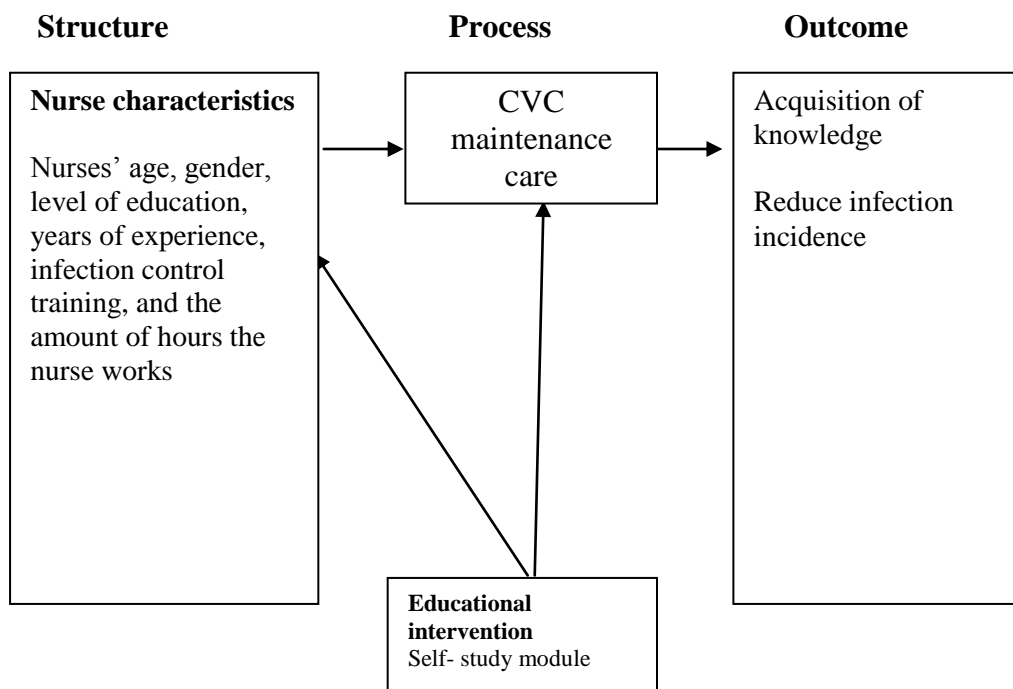 Structure
Process
Outcome
Nurse characteristics
Nurses’ age, gender,
level of education,
years of experience,
infection control
training, and the
amount of hours the
nurse works
CVC
maintenance
care
Acquisition of
knowledge
Reduce infection
incidence
Educational
intervention
Self- study module